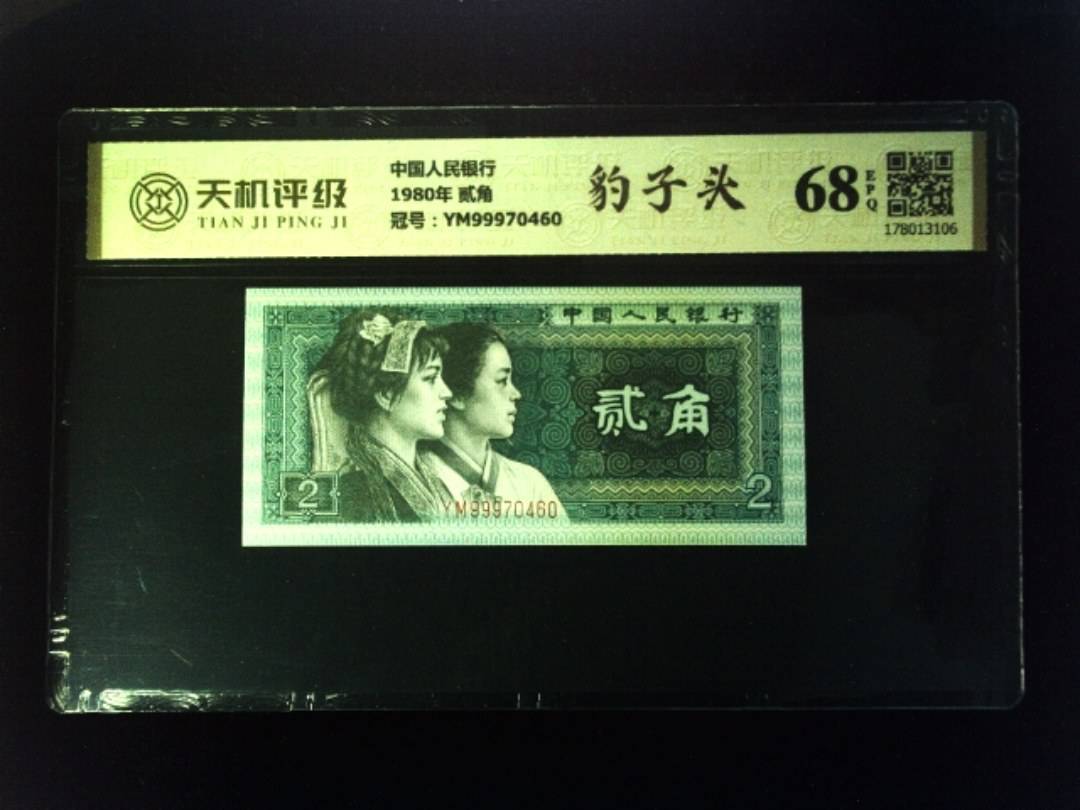 天机评级
TIAN JI PING JI
中国人民银行
1980年 贰角
冠号：YM99970460
豹子头
68
EPQ
178013106
中国人民银行
贰角
2
2
YM99970460